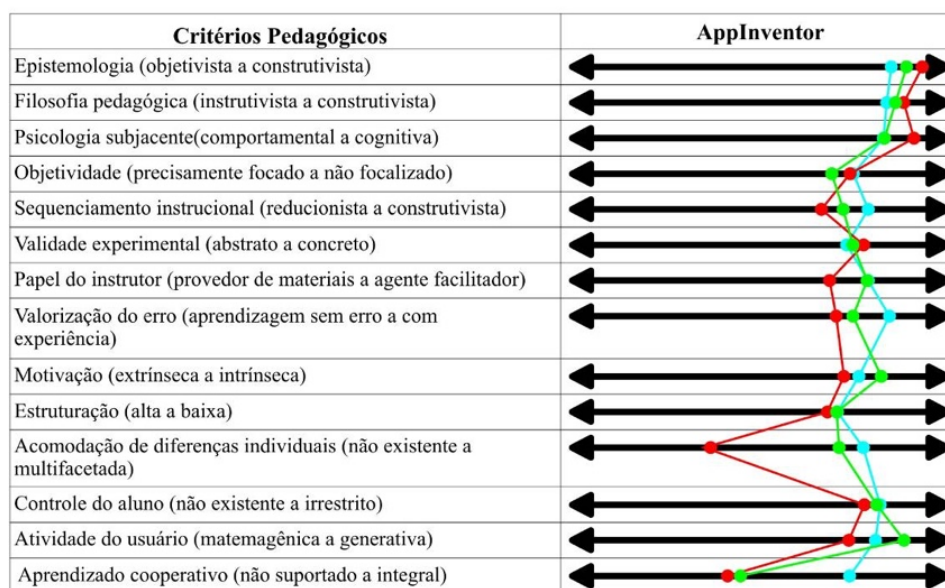 Critérios Pedagógicos
AppInventor
Epistemologia (objetivista a construtivista)
Filosofia pedagógica (instrutivista a construtivista)
Psicologia subjacente(comportamental a cognitiva)
Objetividade (precisamente focado a não focalizado)
Sequenciamento instrucional (reducionista a construtivista)
Validade experimental (abstrato a concreto)
Papel do instrutor (provedor de materiais a agente facilitador)
Valorização do erro (aprendizagem sem erro a com
experiência)
Motivação (extrínseca a intrínseca)
Estruturação (alta a baixa)
Acomodação de diferenças individuais (não existente a
multifacetada)
Controle do aluno (não existente a irrestrito)
Atividade do usuário (matemagênica a generativa)
Aprendizado cooperativo (não suportado a integral)